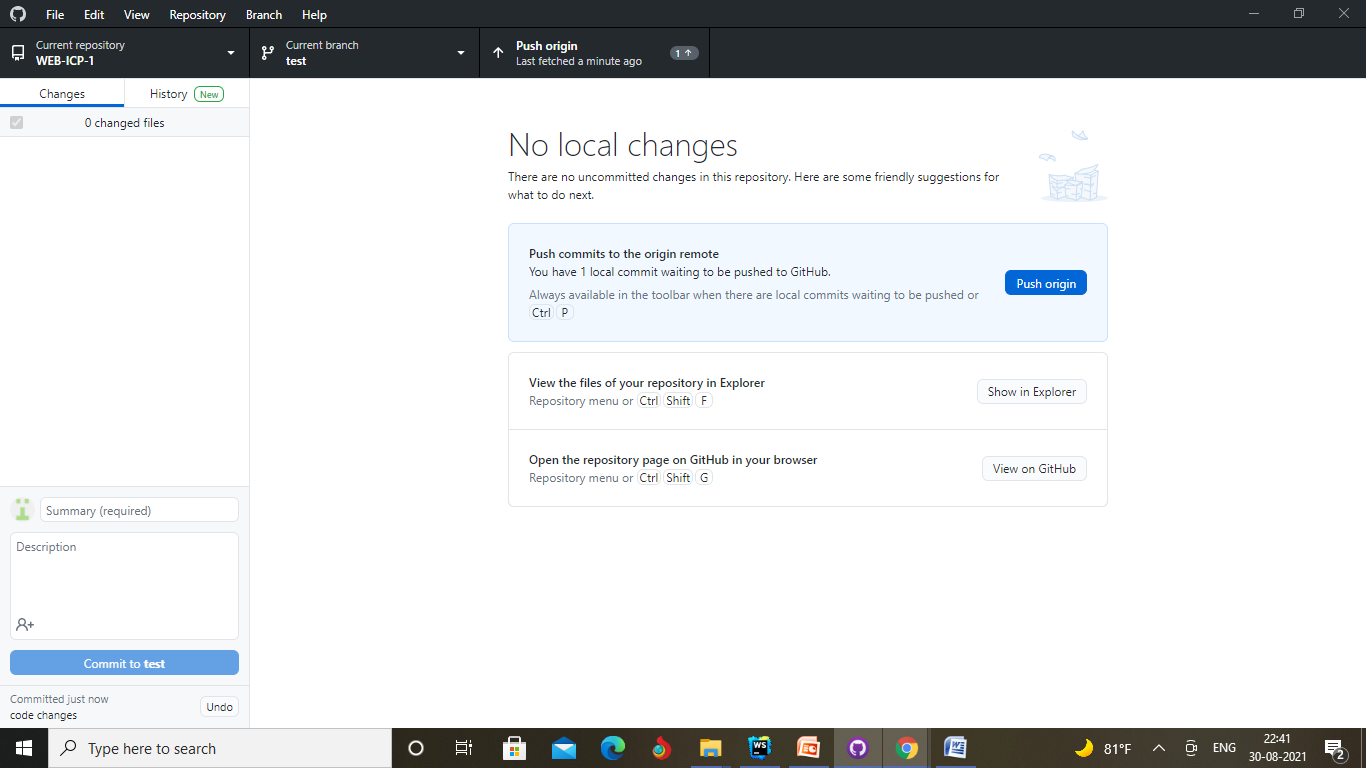 File Edit View Repository Branch Help
Current repository
WEB-ICP-1
Current branch
test
Push origin
Last fetched a minute ago
1
Changes
History New
0 changed files
No local changes
There are no uncommitted changes in this repository. Here are some friendly suggestions for
what to do next.
Push commits to the origin remote
You have 1 local commit waiting to be pushed to GitHub.
Always available in the toolbar when there are local commits waiting to be pushed or
Ctrl P
Push origin
View the files of your repository in Explorer
Repository menu or Ctrl Shift F
Show in Explorer
Open the repository page on GitHub in your browser
Repository menu or Ctrl Shift G
View on GitHub
Summary (required)
Description
Commit to test
Committed just now
code changes
Undo
Type here to search
WS
81°F
ENG
22:41
30-08-2021
2